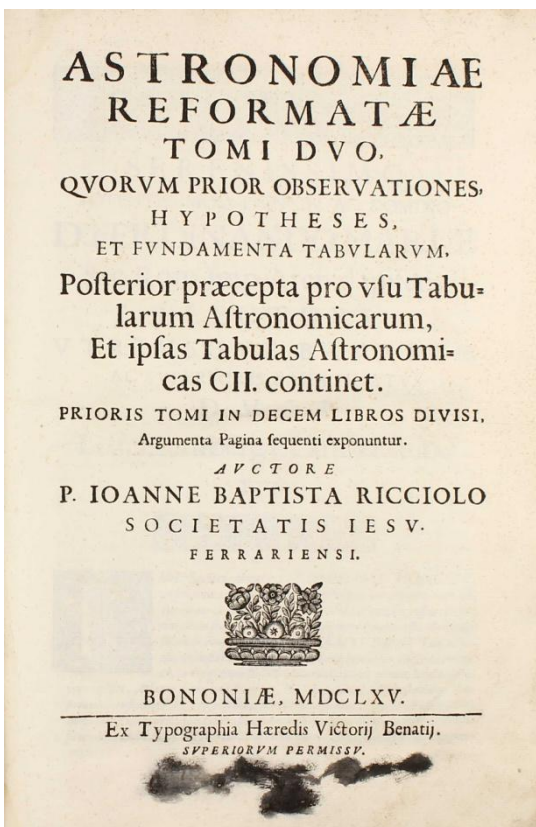 ASTRONOMIAE
REFORMATÆ
TOMI DVO,
QVORVM PRIOR OBSERVATIONES,
HYPOTHESES,
ET FVNDAMENTA TABVLARVM,
Poſterior præcepta pro vſu Tabu=
larum Aſtronomicarum,
Et ipſas Tabulas Aſtronomi=
cas CII. continet.
PRIORIS TOMI IN DECEM LIBROS DIVISI,
Argumenta Pagina ſequenti exponuntur.
AVCTORE
P. IOANNE BAPTISTA RICCIOLO
SOCIETATIS IESV.
FERRARIENSI.
BONONIÆ, MDCLXV.
Ex Typographia Hæredis Victorij Benatij.
SVPERIORVM PERMISSV.